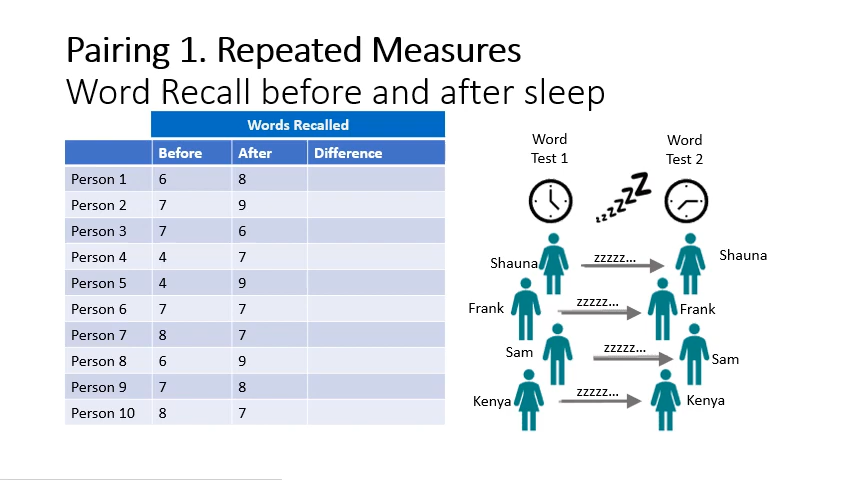 Pairing 1. Repeated Measures
Word Recall before and after sleep
Words Recalled
Before After Difference
Person 1 6 8
Person 2 7 9
Person 3 7 6
Person 4 4 7
Person 5 4 9
Person 6 7 7
Person 7 8 7
Person 8 6 9
Person 9 7 8
Person 10 8 7
Word
Test 1
Word
Test 2
zzzzzZ
Shauna zzzzz... Shauna
Frank zzzzz... Frank
Sam zzzzz... Sam
Kenya zzzzz... Kenya